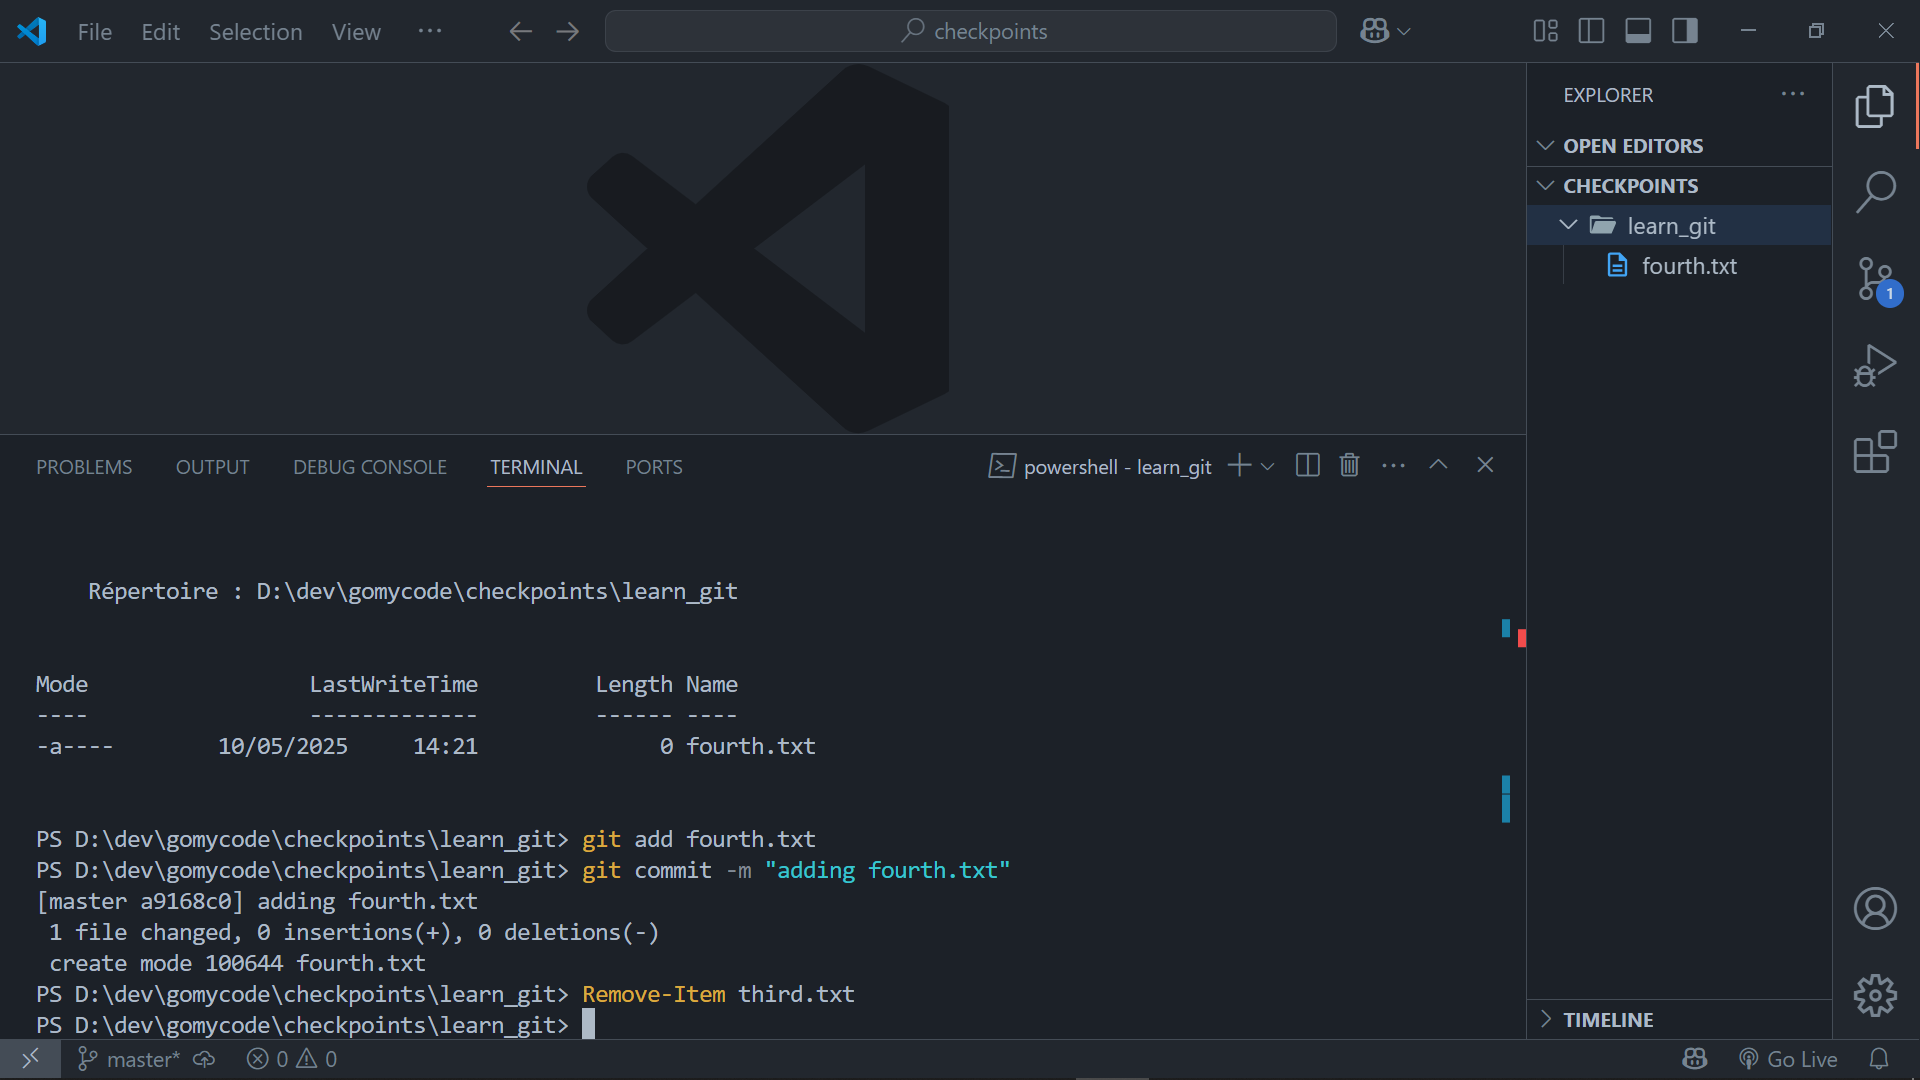 File Edit Selection View ··· checkpoints
EXPLORER ···
OPEN EDITORS
CHECKPOINTS
learn_git
fourth.txt
1
PROBLEMS OUTPUT DEBUG CONSOLE TERMINAL PORTS powershell - learn_git ···
Répertoire : D:\dev\gomycode\checkpoints\learn_git
Mode LastWriteTime Length Name
---- ------------- ------ ----
-a---- 10/05/2025 14:21 0 fourth.txt
PS D:\dev\gomycode\checkpoints\learn_git> git add fourth.txt
PS D:\dev\gomycode\checkpoints\learn_git> git commit -m "adding fourth.txt"
[master a9168c0] adding fourth.txt
1 file changed, 0 insertions(+), 0 deletions(-)
create mode 100644 fourth.txt
PS D:\dev\gomycode\checkpoints\learn_git> Remove-Item third.txt
PS D:\dev\gomycode\checkpoints\learn_git>
TIMELINE
master* 0 0 Go Live